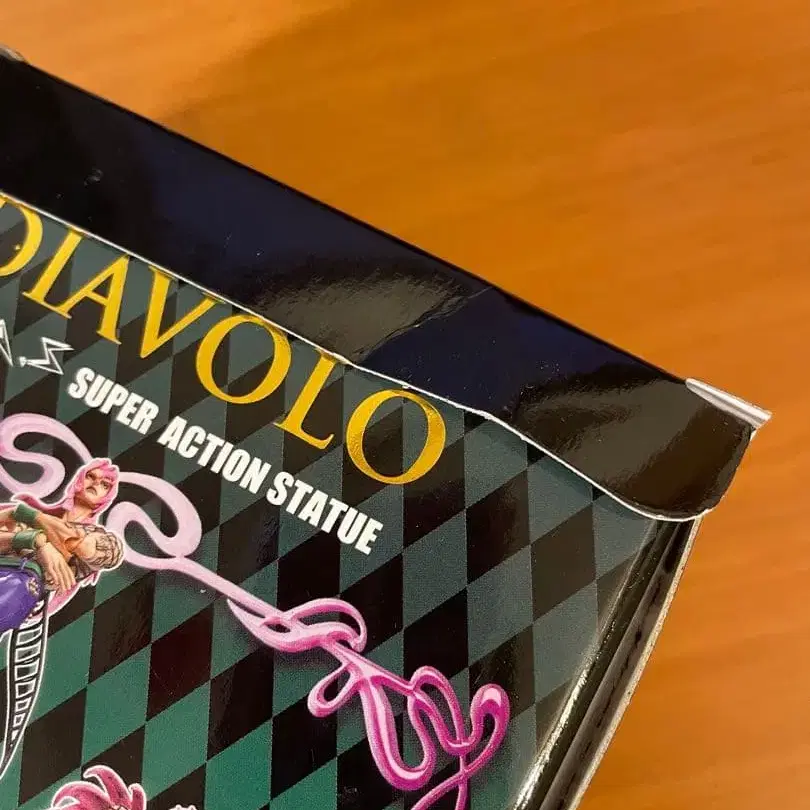 DIAVOLO
A.S
SUPER ACTION STATUE